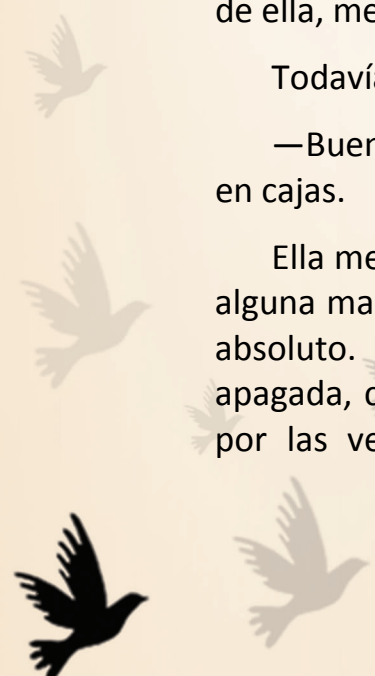 de ella, me
Todavía
—Buen
en cajas.
Ella me
alguna ma
absoluto.
apagada, c
por las ve